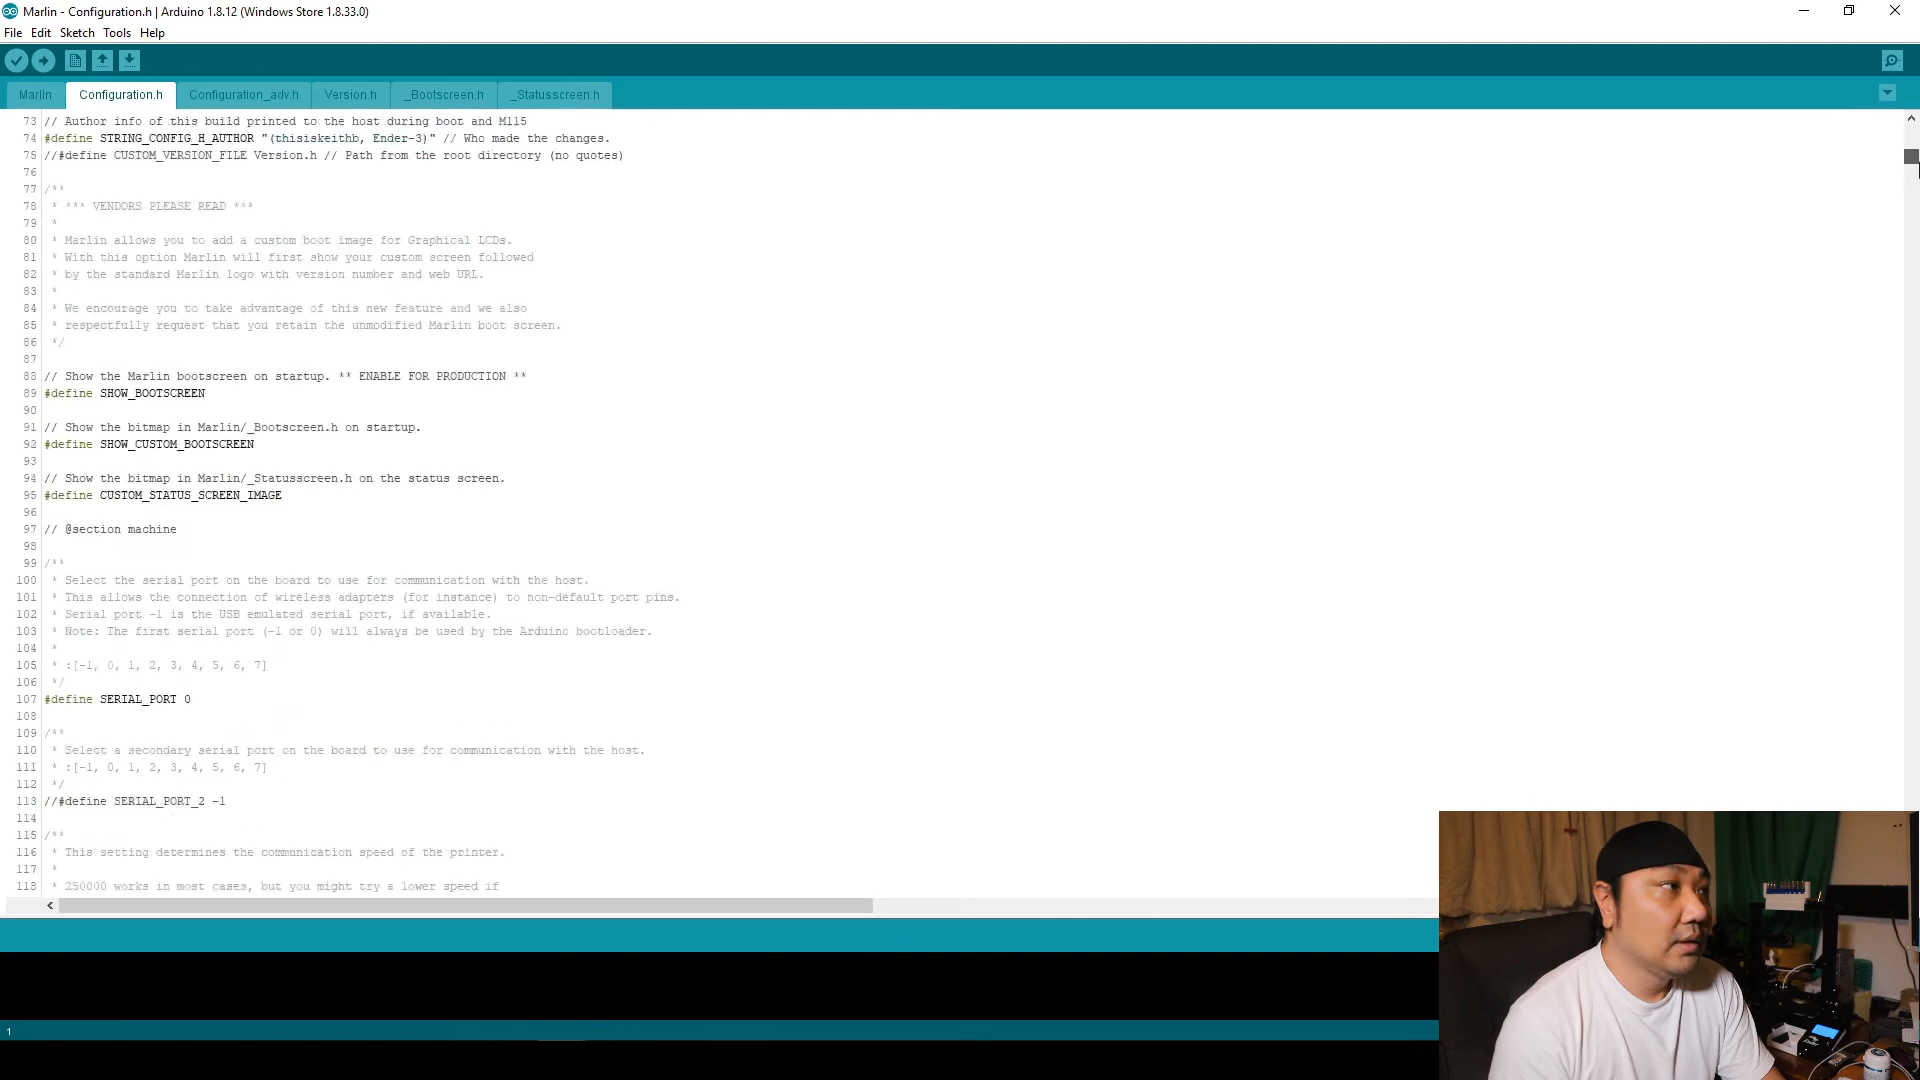 Marlin - Configuration.h | Arduino 1.8.12 (Windows Store 1.8.33.0)
File Edit Sketch Tools Help
Marlin Configuration.h Configuration_adv.h Version.h _Bootscreen.h _Statusscreen.h
73 // Author info of this build printed to the host during boot and M115
74 #define STRING_CONFIG_H_AUTHOR "(thisiskeithb, Ender-3)" // Who made the changes.
75 //#define CUSTOM_VERSION_FILE Version.h // Path from the root directory (no quotes)
76
77 /**
78 * *** VENDORS PLEASE READ ***
79 *
80 * Marlin allows you to add a custom boot image for Graphical LCDs.
81 * With this option Marlin will first show your custom screen followed
82 * by the standard Marlin logo with version number and web URL.
83 *
84 * We encourage you to take advantage of this new feature and we also
85 * respectfully request that you retain the unmodified Marlin boot screen.
86 */
87
88 // Show the Marlin bootscreen on startup. ** ENABLE FOR PRODUCTION **
89 #define SHOW_BOOTSCREEN
90
91 // Show the bitmap in Marlin/_Bootscreen.h on startup.
92 #define SHOW_CUSTOM_BOOTSCREEN
93
94 // Show the bitmap in Marlin/_Statusscreen.h on the status screen.
95 #define CUSTOM_STATUS_SCREEN_IMAGE
96
97 // @section machine
98
99 /**
100 * Select the serial port on the board to use for communication with the host.
101 * This allows the connection of wireless adapters (for instance) to non-default port pins.
102 * Serial port -1 is the USB emulated serial port, if available.
103 * Note: The first serial port (-1 or 0) will always be used by the Arduino bootloader.
104 *
105 * :[-1, 0, 1, 2, 3, 4, 5, 6, 7]
106 */
107 #define SERIAL_PORT 0
108
109 /**
110 * Select a secondary serial port on the board to use for communication with the host.
111 * :[-1, 0, 1, 2, 3, 4, 5, 6, 7]
112 */
113 //#define SERIAL_PORT_2 -1
114
115 /**
116 * This setting determines the communication speed of the printer.
117 *
118 * 250000 works in most cases, but you might try a lower speed if
1